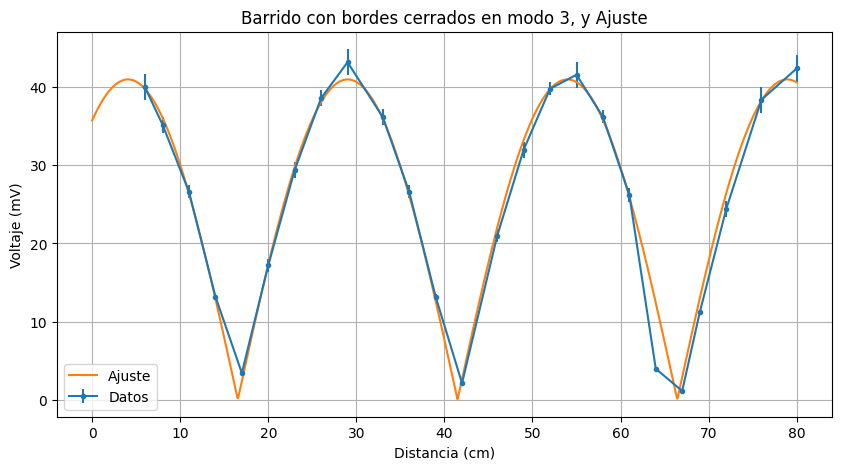 Barrido con bordes cerrados en modo 3, y Ajuste
Voltaje (mV)
40
30
20
10
0
0 10 20 30 40 50 60 70 80
Distancia (cm)
Ajuste
Datos